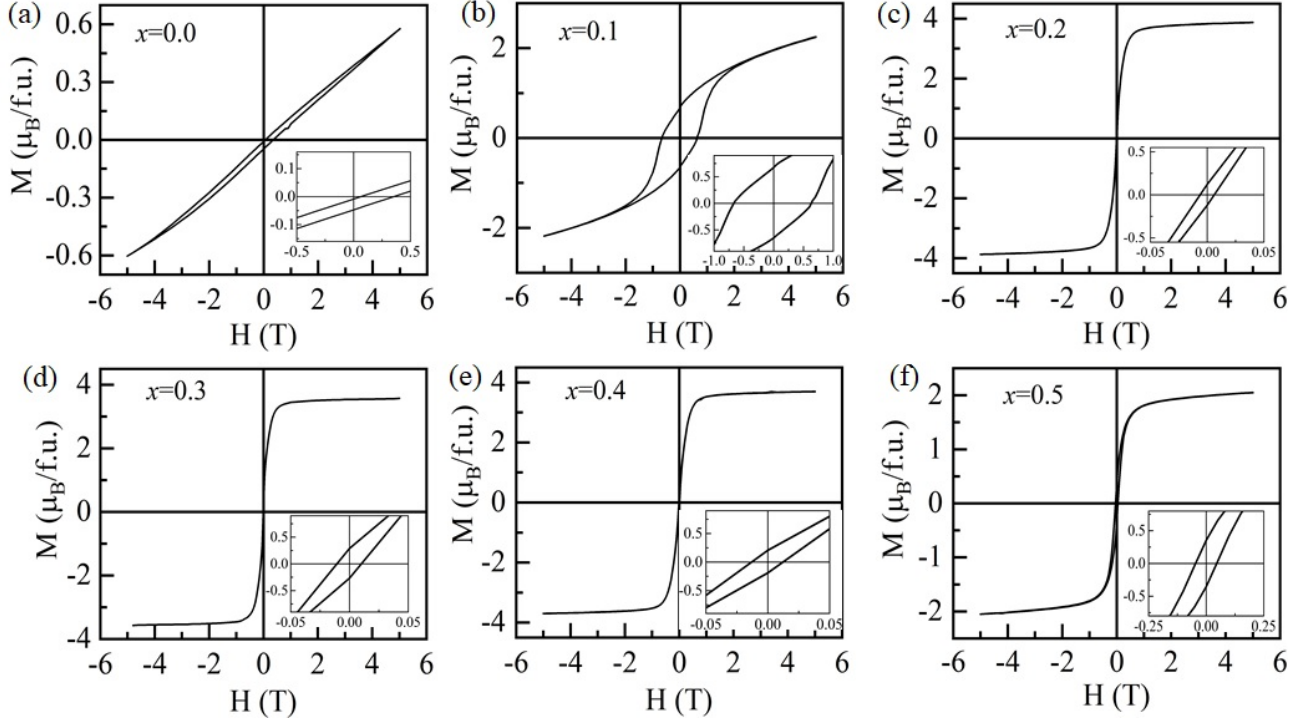 (a)
x=0.0
M (μB/f.u.)
0.6
0.3
0.0
-0.3
-0.6
0.1
0.0
-0.1
-0.5 0.0 0.5
-6 -4 -2 0 2 4 6
H (T)
(b)
x=0.1
M (μB/f.u.)
2
0
-2
0.5
0.0
-0.5
-1.0 -0.5 0.0 0.5 1.0
-6 -4 -2 0 2 4 6
H (T)
(c)
x=0.2
M (μB/f.u.)
4
2
0
-2
-4
0.5
0.0
-0.5
-0.05 0.00 0.05
-6 -4 -2 0 2 4 6
H (T)
(d)
x=0.3
M (μB/f.u.)
4
2
0
-2
-4
0.5
0.0
-0.5
-0.05 0.00 0.05
-6 -4 -2 0 2 4 6
H (T)
(e)
x=0.4
M (μB/f.u.)
4
2
0
-2
-4
0.5
0.0
-0.5
-0.05 0.00 0.05
-6 -4 -2 0 2 4 6
H (T)
(f)
x=0.5
M (μB/f.u.)
2
1
0
-1
-2
0.5
0.0
-0.5
-0.25 0.00 0.25
-6 -4 -2 0 2 4 6
H (T)